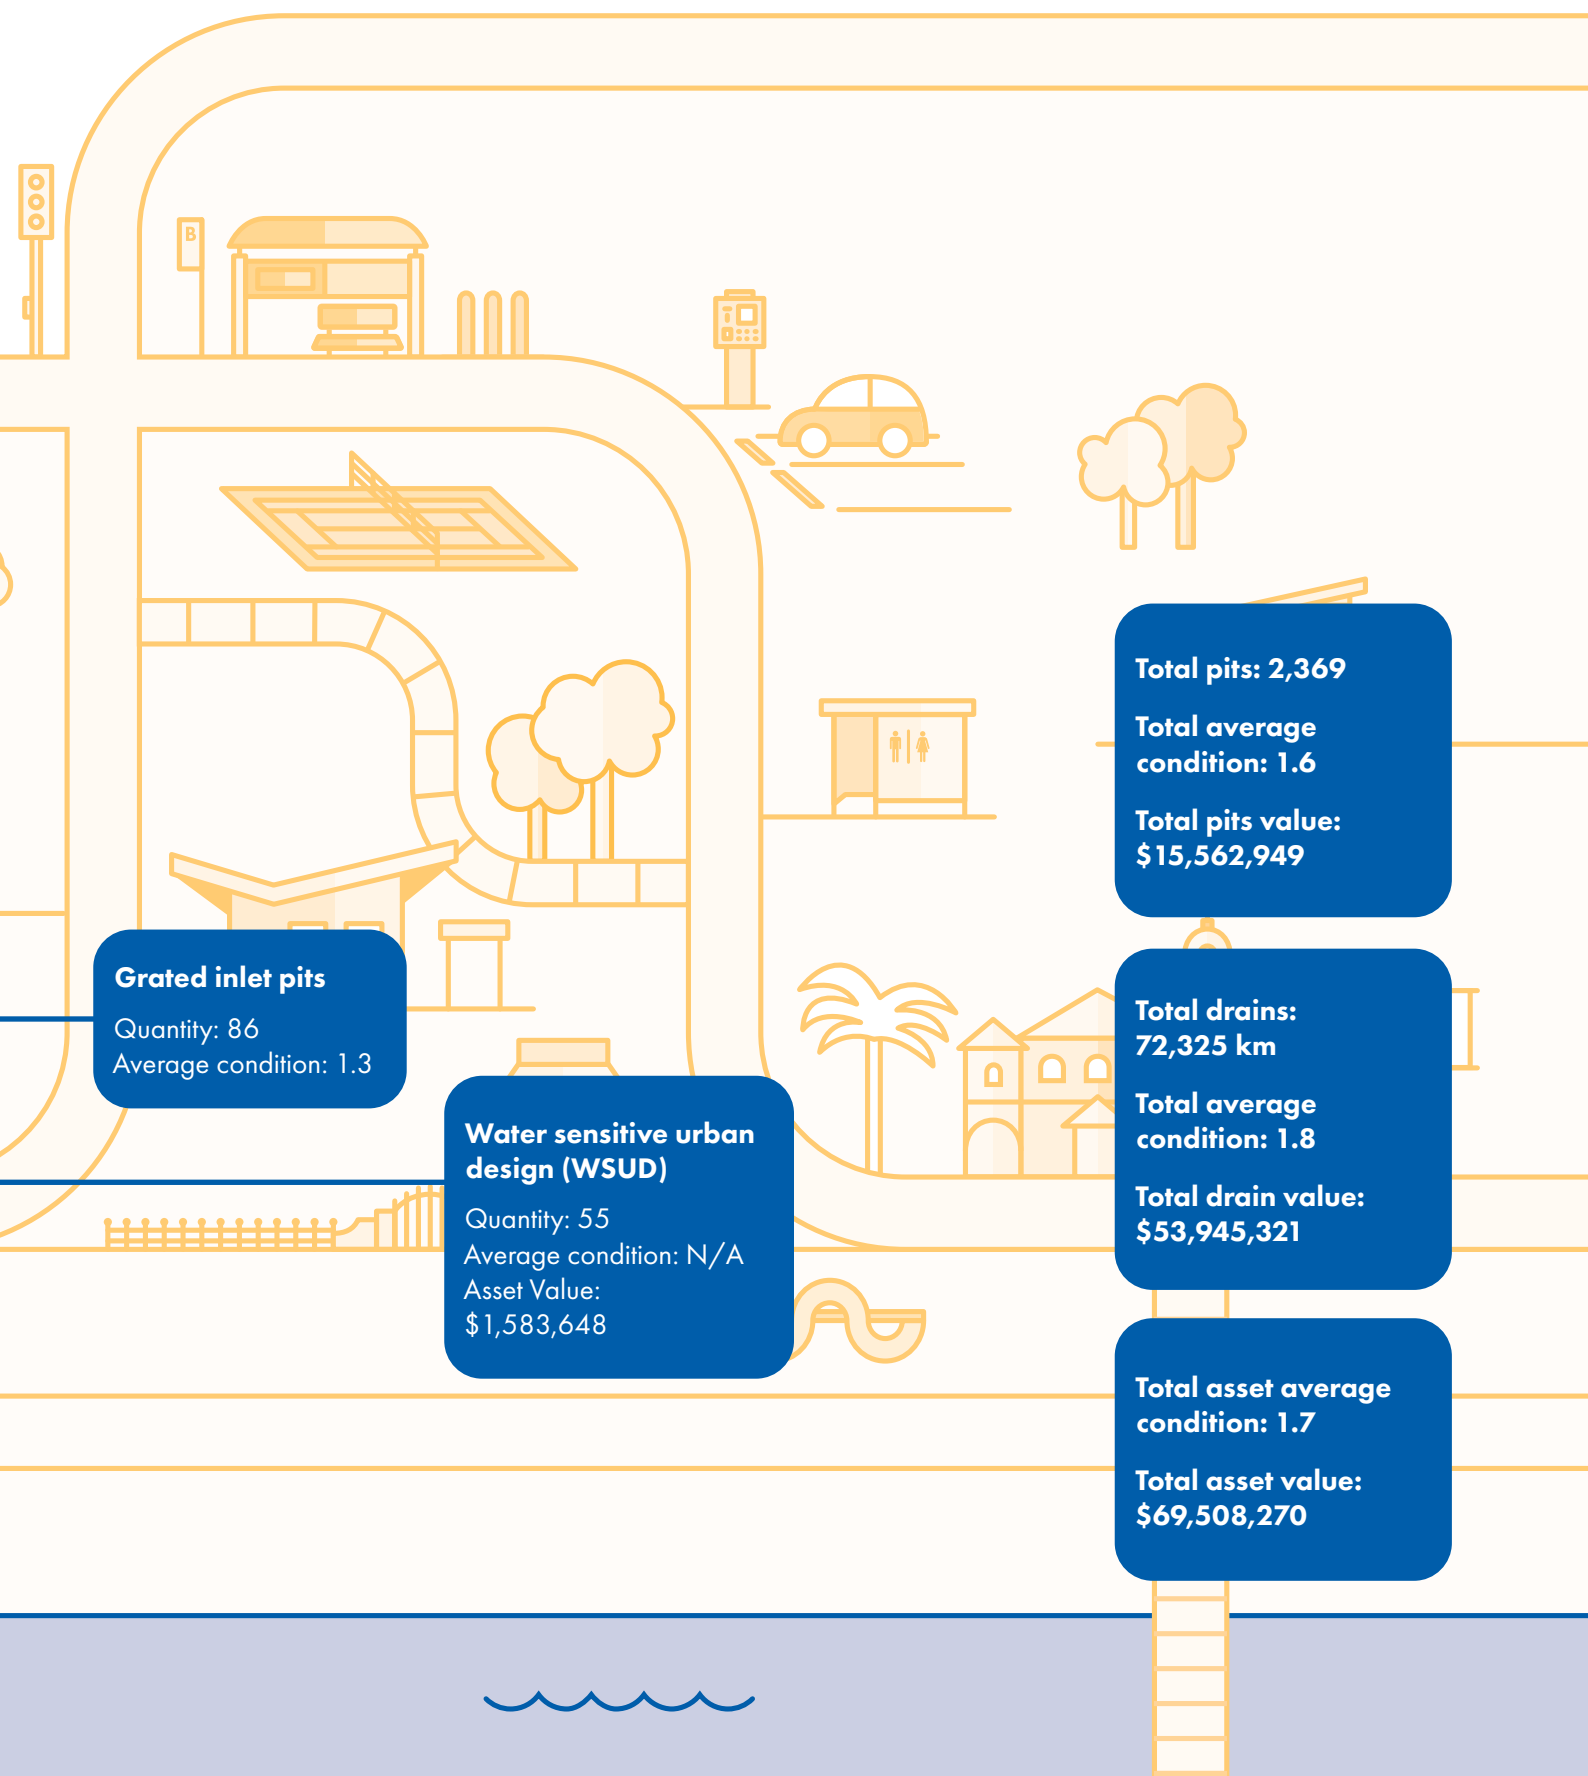 B
Total pits: 2,369
Total average
condition: 1.6
Total pits value:
$15,562,949
Grated inlet pits
Quantity: 86
Average condition: 1.3
Total drains:
72,325 km
Total average
condition: 1.8
Total drain value:
$53,945,321
Water sensitive urban
design (WSUD)
Quantity: 55
Average condition: N/A
Asset Value:
$1,583,648
Total asset average
condition: 1.7
Total asset value:
$69,508,270